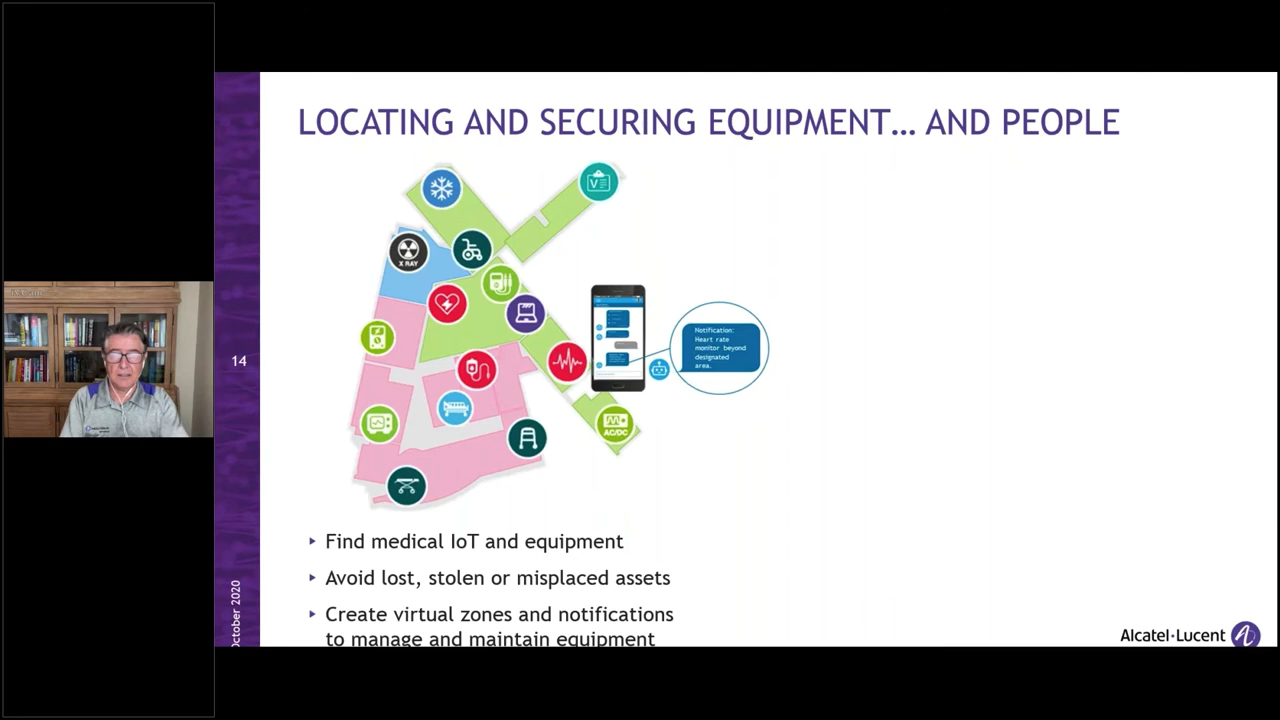 LOCATING AND SECURING EQUIPMENT... AND PEOPLE
V
X RAY
Notification:
Heart rate
monitor beyond
designated
area.
AC/DC
14
Find medical IoT and equipment
Avoid lost, stolen or misplaced assets
Create virtual zones and notifications
to manage and maintain equipment
October 2020
Alcatel·Lucent